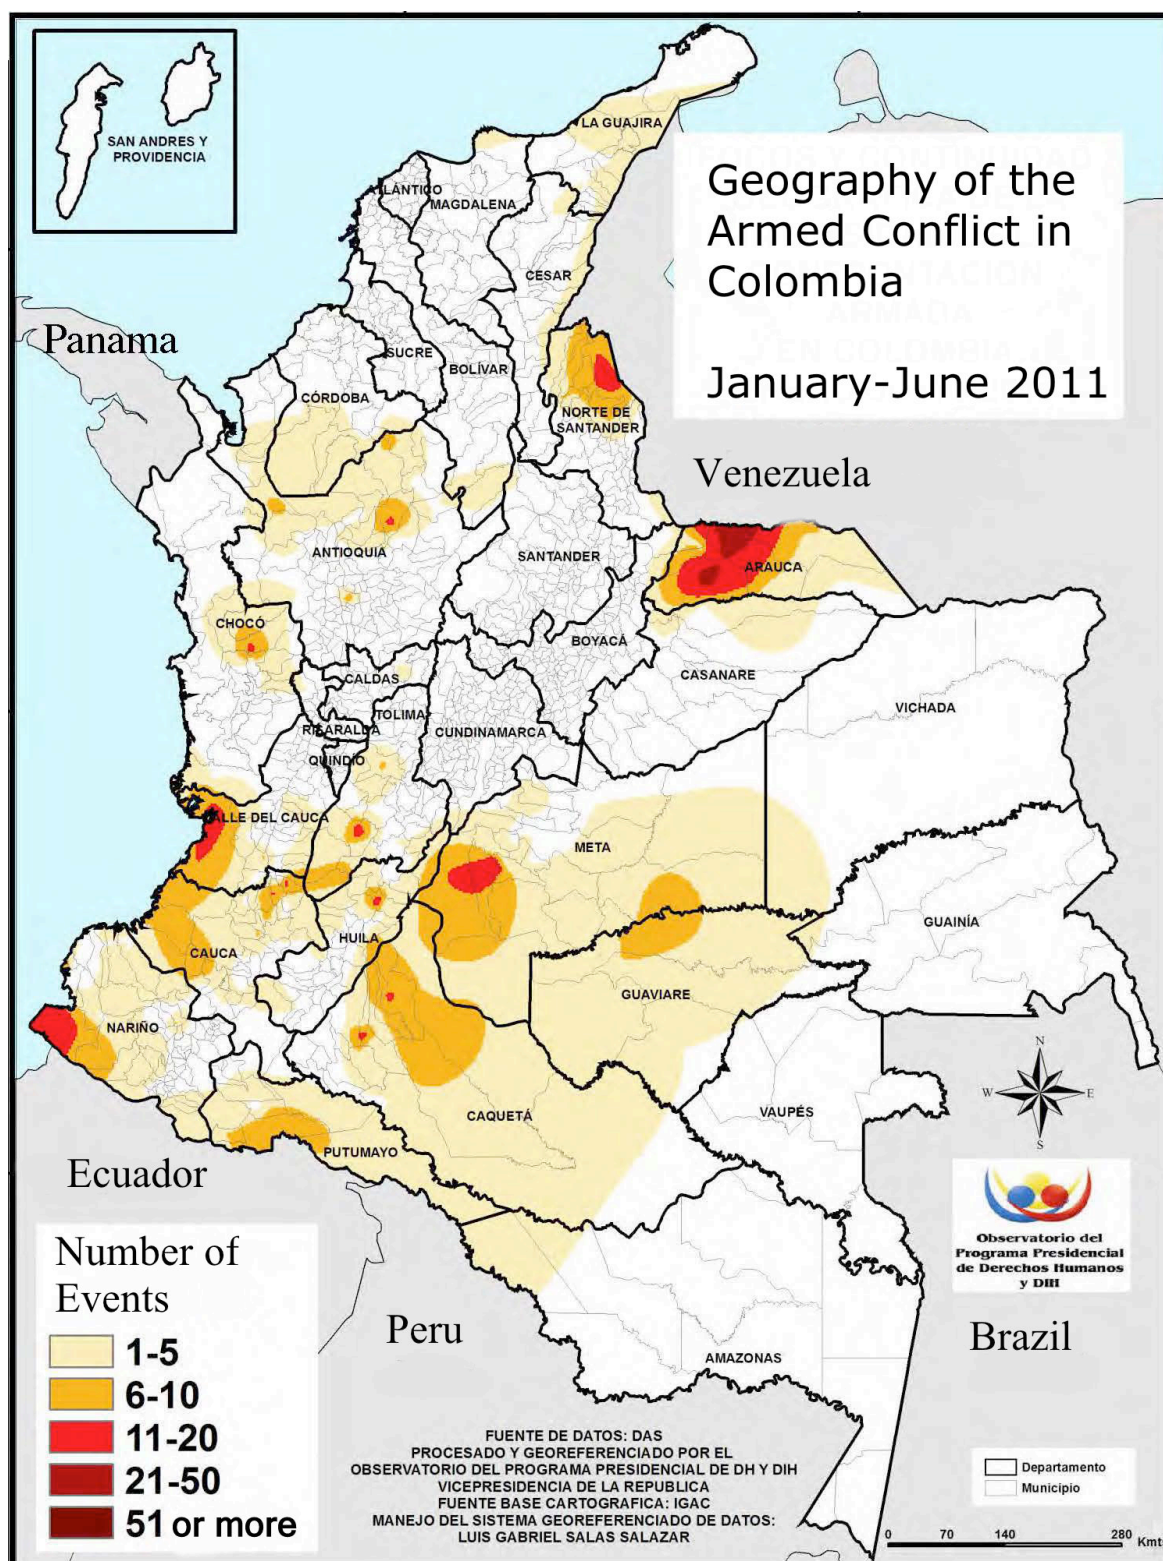 SAN ANDRES Y
PROVIDENCIA
LA GUAJIRA
ATLÁNTICO
MAGDALENA
Geography of the
Armed Conflict in
Colombia
January-June 2011
CESAR
Panama
SUCRE
BOLÍVAR
CÓRDOBA
NORTE DE
SANTANDER
Venezuela
ANTIOQUIA
SANTANDER
ARAUCA
CHOCÓ
BOYACÁ
CALDAS
CASANARE
VICHADA
TOLIMA
RISARALDA
CUNDINAMARCA
QUINDÍO
VALLE DEL CAUCA
META
GUAINÍA
CAUCA
HUILA
GUAVIARE
NARIÑO
N
W
E
S
CAQUETÁ
VAUPÉS
PUTUMAYO
Ecuador
Observatorio del
Programa Presidencial
de Derechos Humanos
y DIH
Number of
Events
1-5
6-10
11-20
21-50
51 or more
Peru
Brazil
AMAZONAS
FUENTE DE DATOS: DAS
PROCESADO Y GEOREFERENCIADO POR EL
OBSERVATORIO DEL PROGRAMA PRESIDENCIAL DE DH Y DIH
VICEPRESIDENCIA DE LA REPUBLICA
FUENTE BASE CARTOGRAFICA: IGAC
MANEJO DEL SISTEMA GEOREFERENCIADO DE DATOS:
LUIS GABRIEL SALAS SALAZAR
Departamento
Municipio
0 70 140 280 Kmts